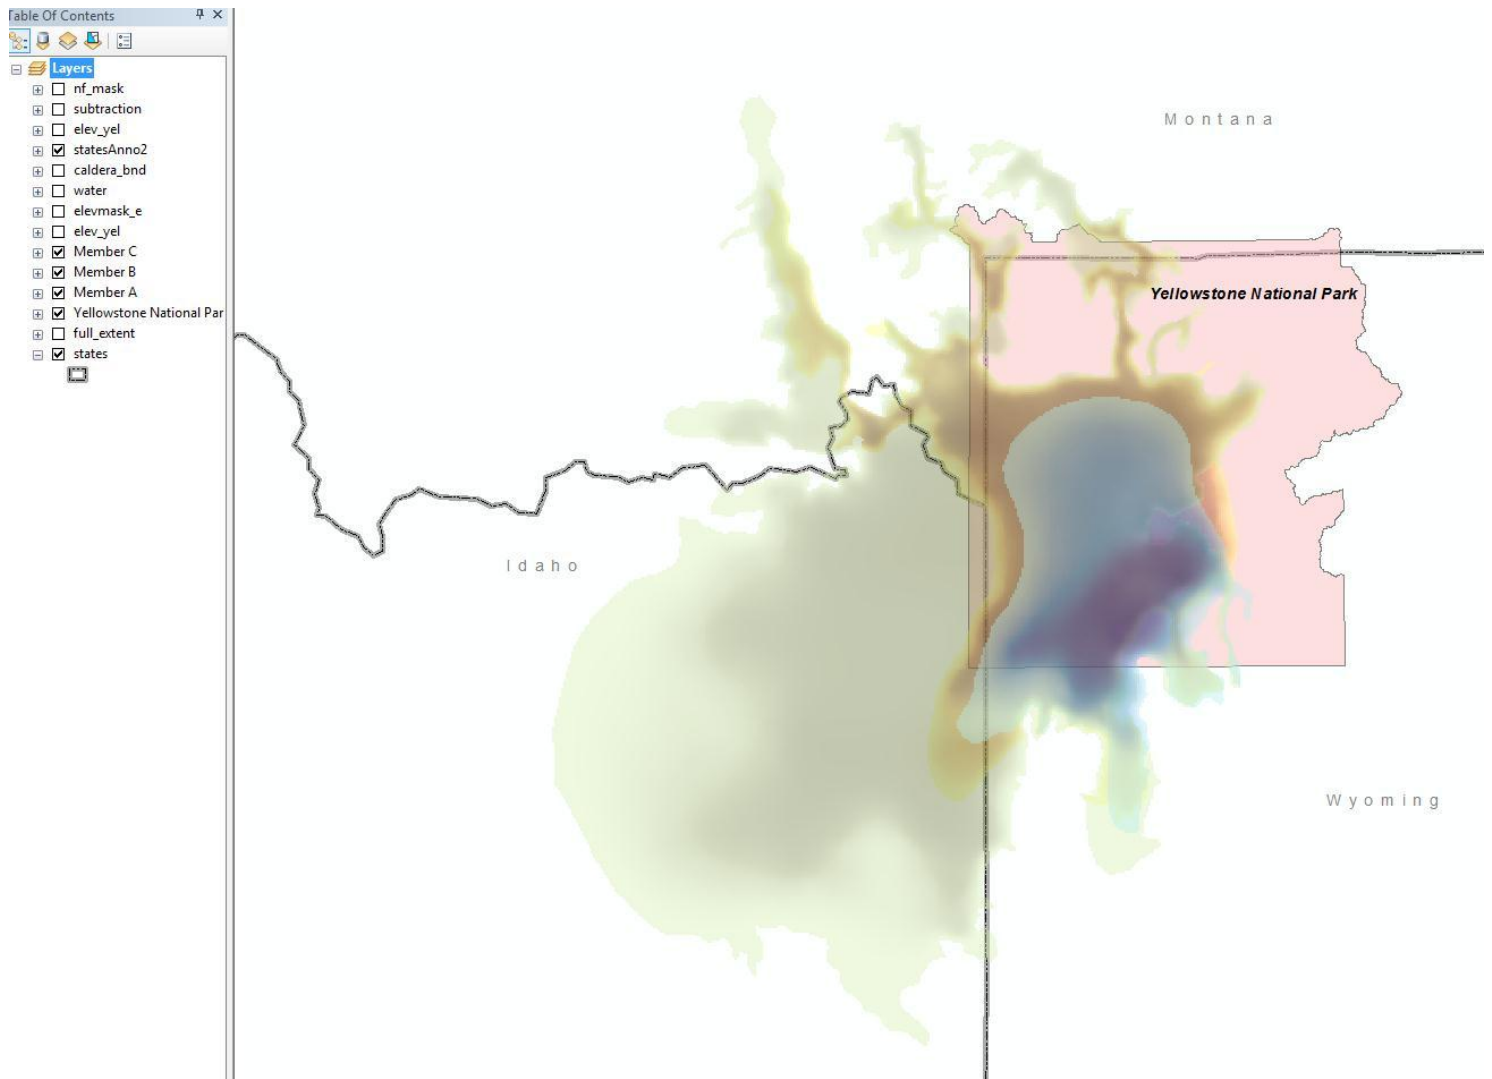 Table Of Contents
Layers
nf_mask
subtraction
elev_yel
statesAnno2
caldera_bnd
water
elevmask_e
elev_yel
Member C
Member B
Member A
Yellowstone National Par
full_extent
states
Montana
Yellowstone National Park
Idaho
Wyoming